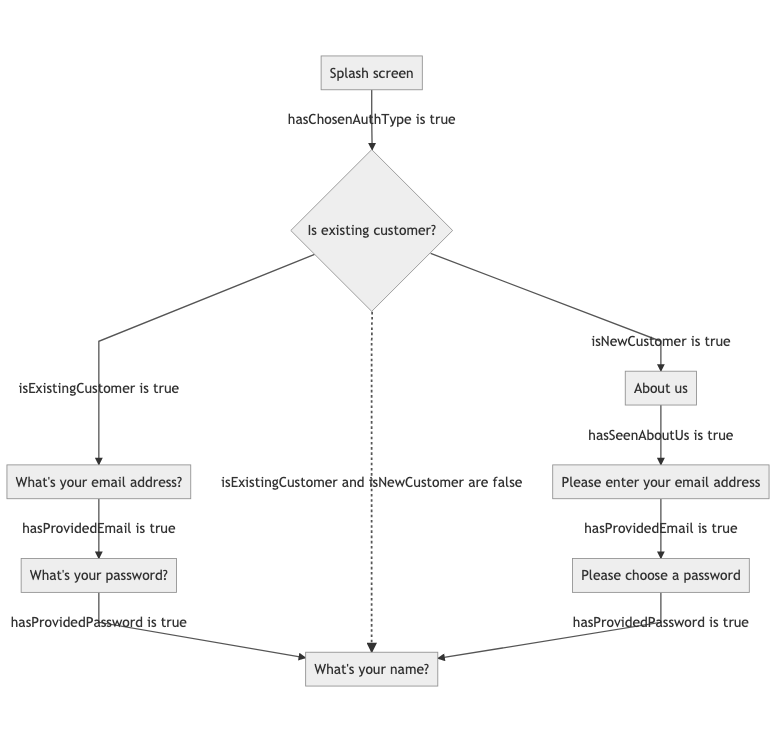 Splash screen
hasChosenAuthType is true
Is existing customer?
isNewCustomer is true
isExistingCustomer is true
About us
hasSeenAboutUs is true
What's your email address?
isExistingCustomer and isNewCustomer are false
Please enter your email address
hasProvidedEmail is true
hasProvidedEmail is true
What's your password?
Please choose a password
hasProvidedPassword is true
hasProvidedPassword is true
What's your name?